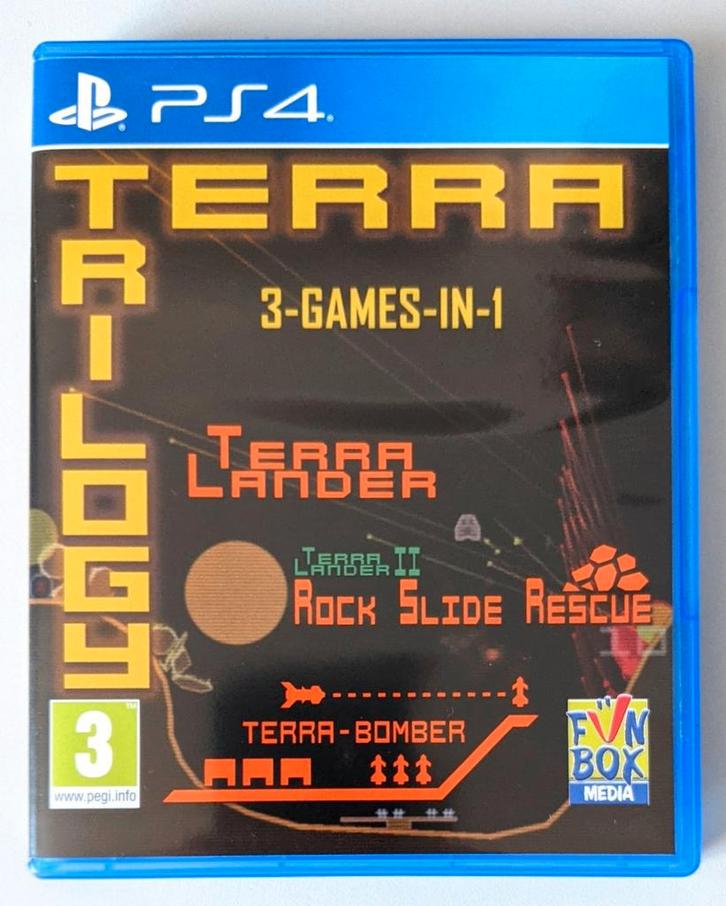 PS4
TERRA
TRILOGY
3-GAMES-IN-1
TERRA
LANDER
TERRA
LANDER II
ROCK SLIDE RESCUE
TERRA-BOMBER
3
TM
www.pegi.info
FUN
BOX
MEDIA